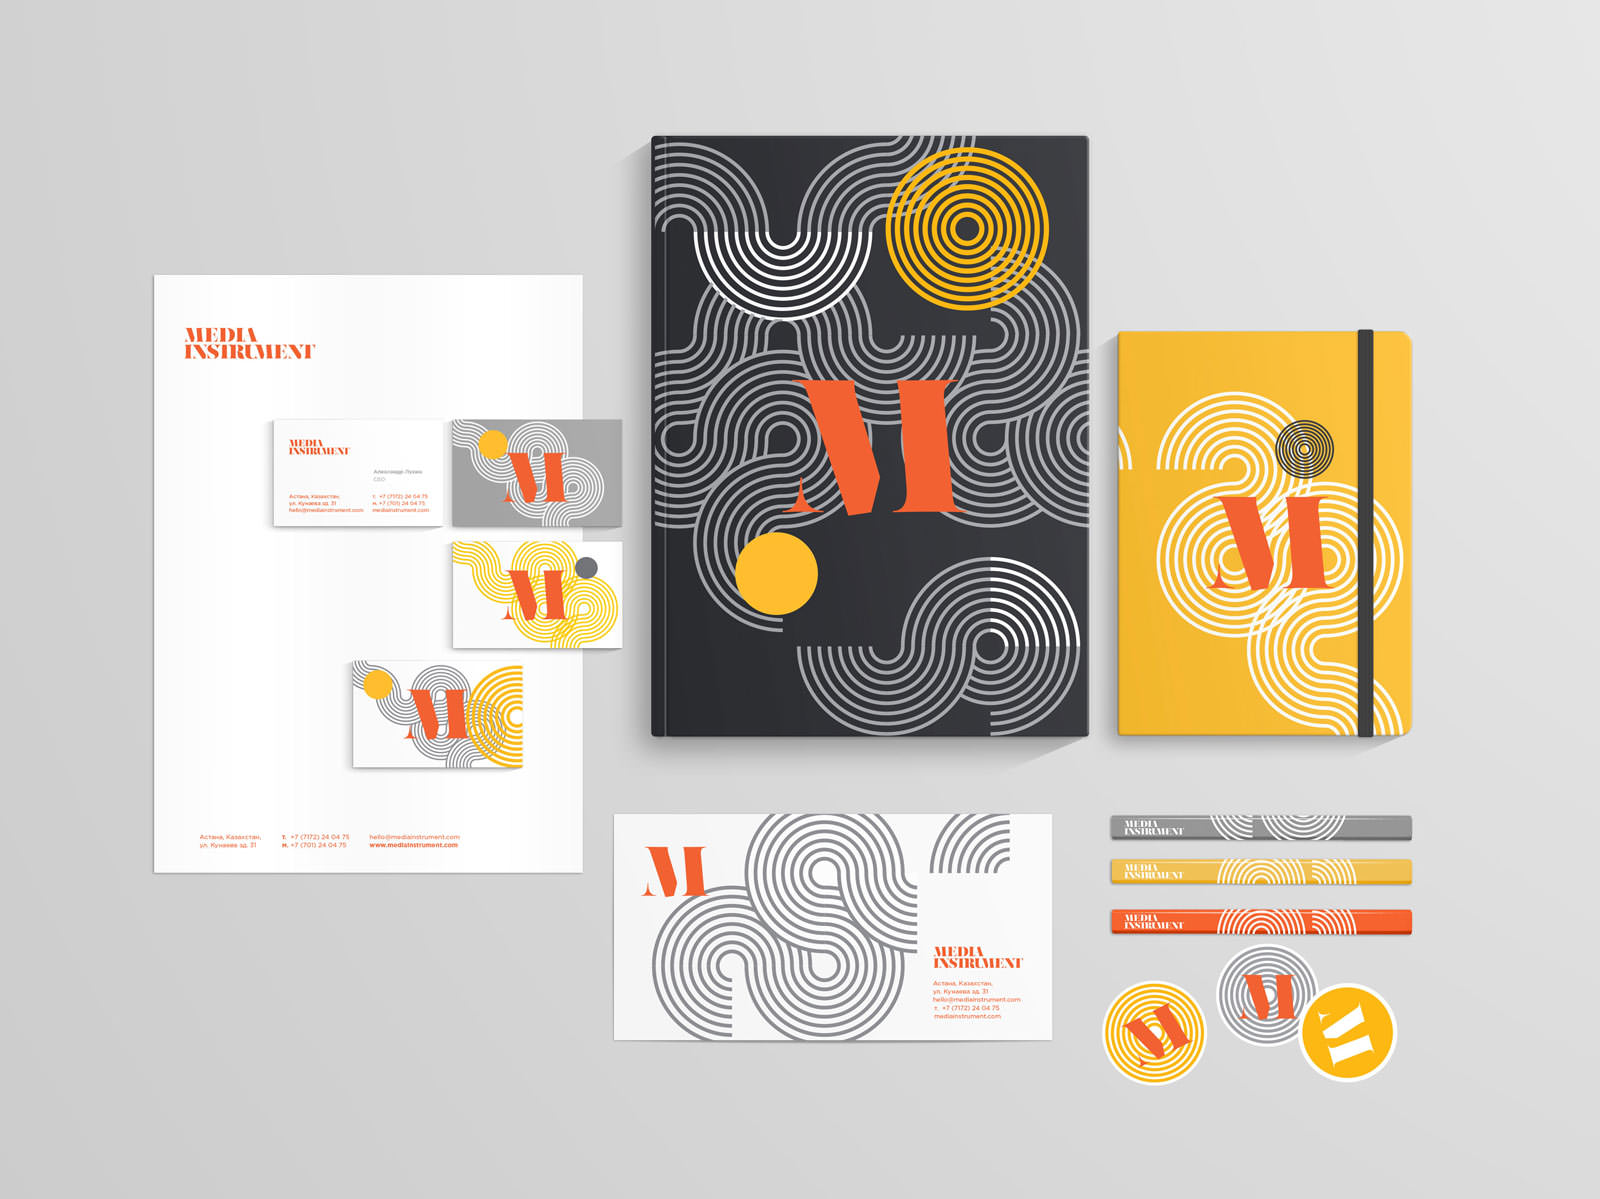 MEDIA
INSTRUMENT
MEDIA
INSTRUMENT
Александр Лукин
CEO
Астана, Казахстан,
ул. Кунаева зд. 31
hello@mediainstrument.com
т. +7 (7172) 24 04 75
м. +7 (701) 24 04 75
mediainstrument.com
M
M
M
Астана, Казахстан,
ул. Кунаева зд. 31
т. +7 (7172) 24 04 75
м. +7 (701) 24 04 75
hello@mediainstrument.com
www.mediainstrument.com
M
M
M
MEDIA
INSTRUMENT
Астана, Казахстан,
ул. Кунаева зд. 31
hello@mediainstrument.com
т. +7 (7172) 24 04 75
mediainstrument.com
MEDIA
INSTRUMENT
MEDIA
INSTRUMENT
MEDIA
INSTRUMENT
M
M
M